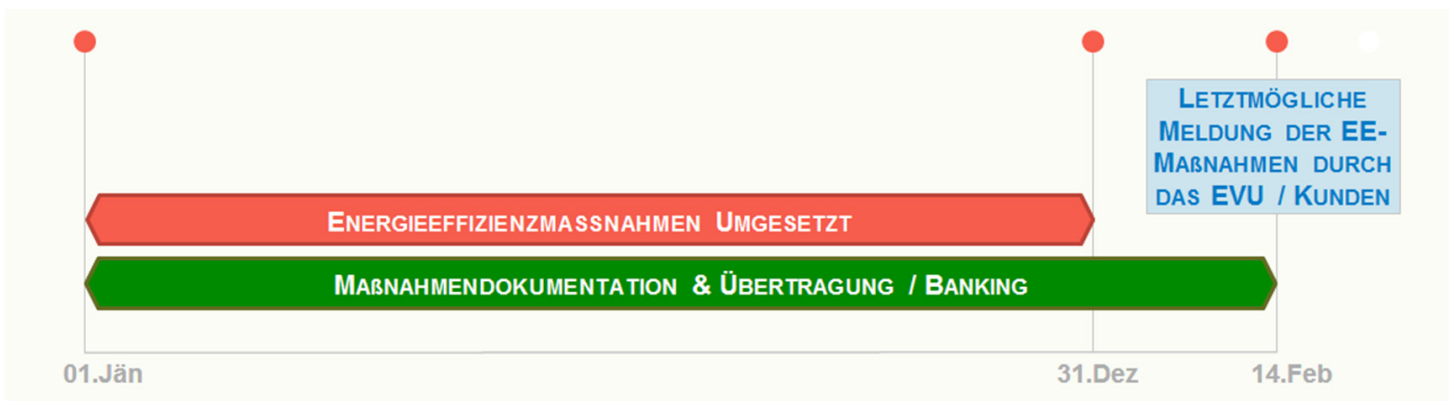 LETZTMÖGLICHE
MELDUNG DER EE-
MAßNAHMEN DURCH
DAS EVU / KUNDEN
ENERGIEEFFIZIENZMASSNAHMEN UMGESETZT
MAßNAHMENDOKUMENTATION & ÜBERTRAGUNG / BANKING
01.Jän 31.Dez 14.Feb